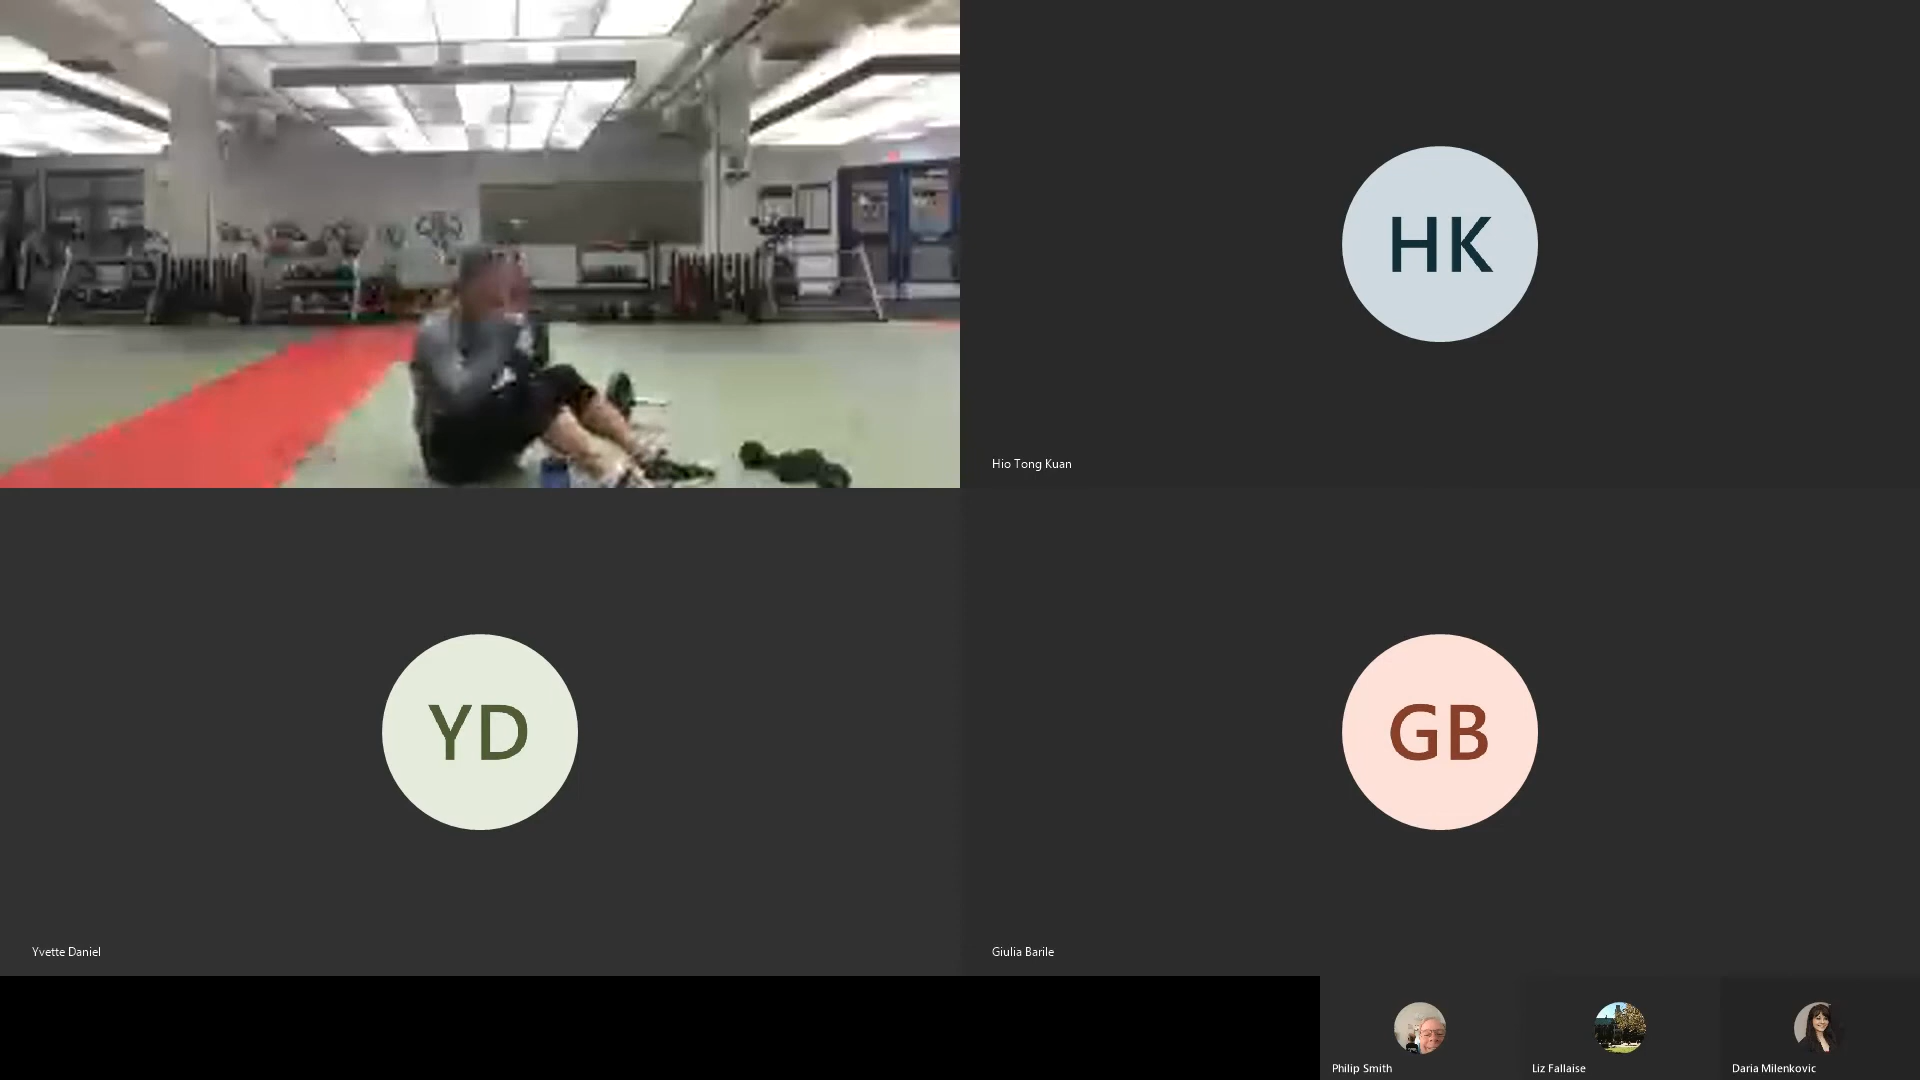 HK
Hio Tong Kuan
YD
GB
Yvette Daniel
Giulia Barile
Philip Smith
Liz Fallaise
Daria Milenkovic